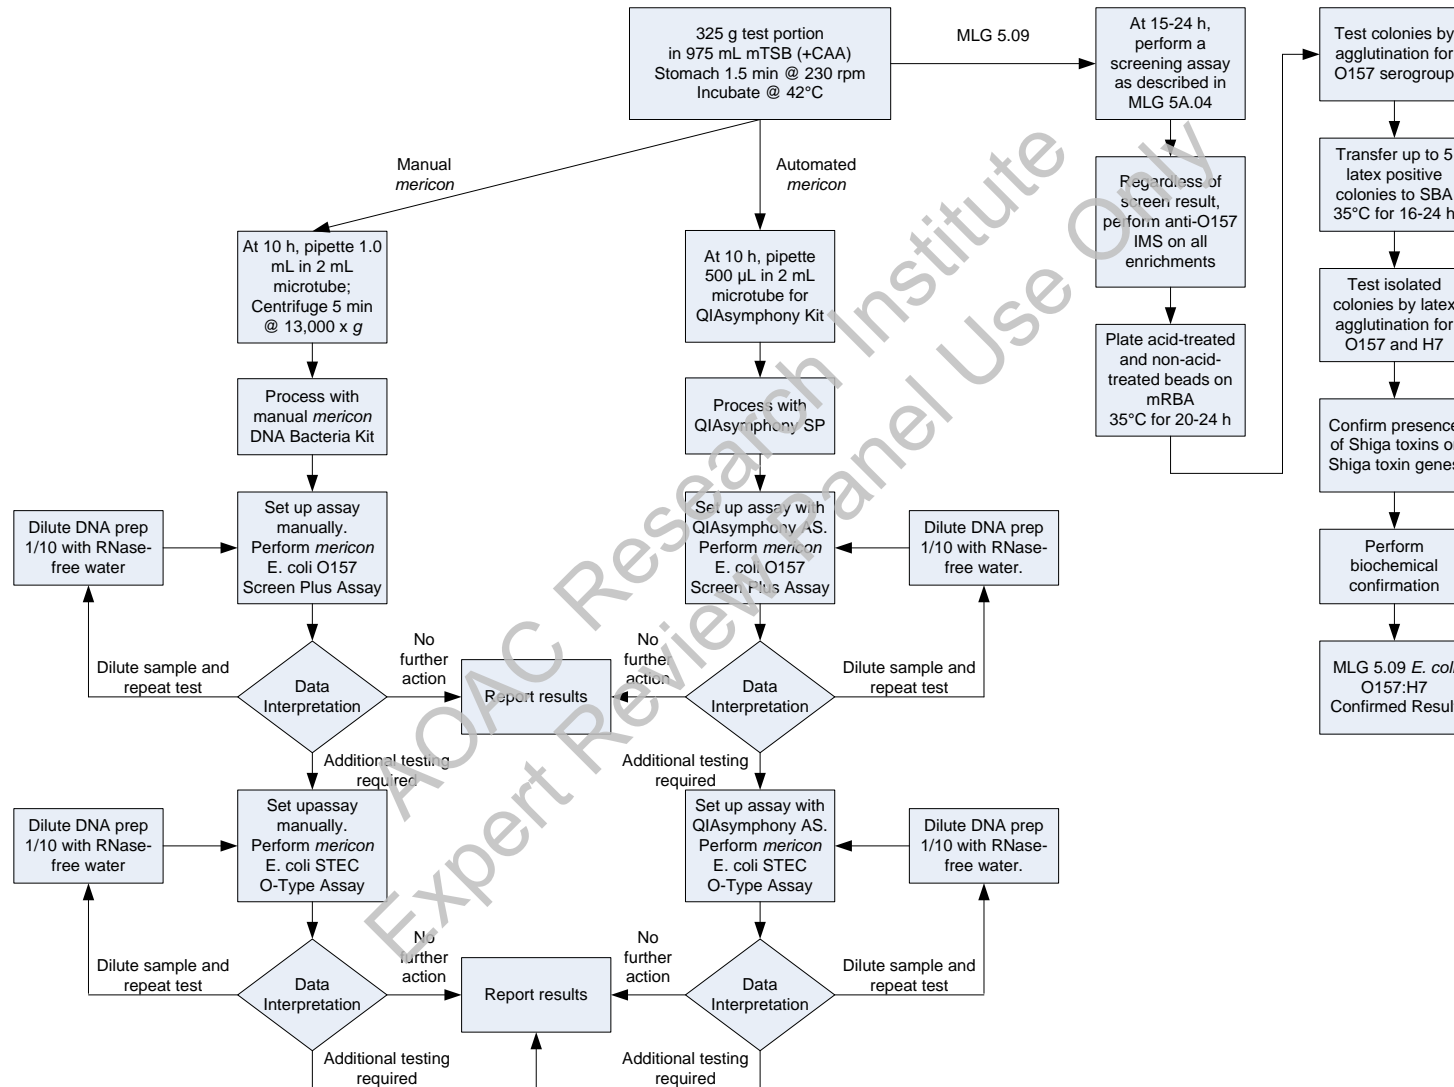 325 g test portion
in 975 mL mTSB (+CAA)
Stomach 1.5 min @ 230 rpm
Incubate @ 42°C
MLG 5.09
At 15-24 h,
perform a
screening assay
as described in
MLG 5A.04
Test colonies by
agglutination for
O157 serogroup
Manual
mericon
Automated
mericon
Regardless of
screen result,
perform anti-O157
IMS on all
enrichments
Transfer up to 5
latex positive
colonies to SBA
35°C for 16-24 h
At 10 h, pipette 1.0
mL in 2 mL
microtube;
Centrifuge 5 min
@ 13,000 x g
At 10 h, pipette
500 µL in 2 mL
microtube for
QIAsymphony Kit
Test isolated
colonies by latex
agglutination for
O157 and H7
Plate acid-treated
and non-acid-
treated beads on
mRBA
35°C for 20-24 h
Process with
manual mericon
DNA Bacteria Kit
Process with
QIAsymphony SP
Confirm presence
of Shiga toxins or
Shiga toxin genes
Dilute DNA prep
1/10 with RNase-
free water
Set up assay
manually.
Perform mericon
E. coli O157
Screen Plus Assay
Set up assay with
QIAsymphony AS.
Perform mericon
E. coli O157
Screen Plus Assay
Dilute DNA prep
1/10 with RNase-
free water.
Perform
biochemical
confirmation
Dilute sample and
repeat test
Data
Interpretation
No
further
action
Report results
No
further
action
Data
Interpretation
Dilute sample and
repeat test
MLG 5.09 E. coli
O157:H7
Confirmed Result
Additional testing
required
Additional testing
required
Dilute DNA prep
1/10 with RNase-
free water
Set upassay
manually.
Perform mericon
E. coli STEC
O-Type Assay
Set up assay with
QIAsymphony AS.
Perform mericon
E. coli STEC
O-Type Assay
Dilute DNA prep
1/10 with RNase-
free water.
Dilute sample and
repeat test
Data
Interpretation
No
further
action
Report results
No
further
action
Data
Interpretation
Dilute sample and
repeat test
Additional testing
required
Additional testing
required
AOAC Research Institute
Expert Review Panel Use Only